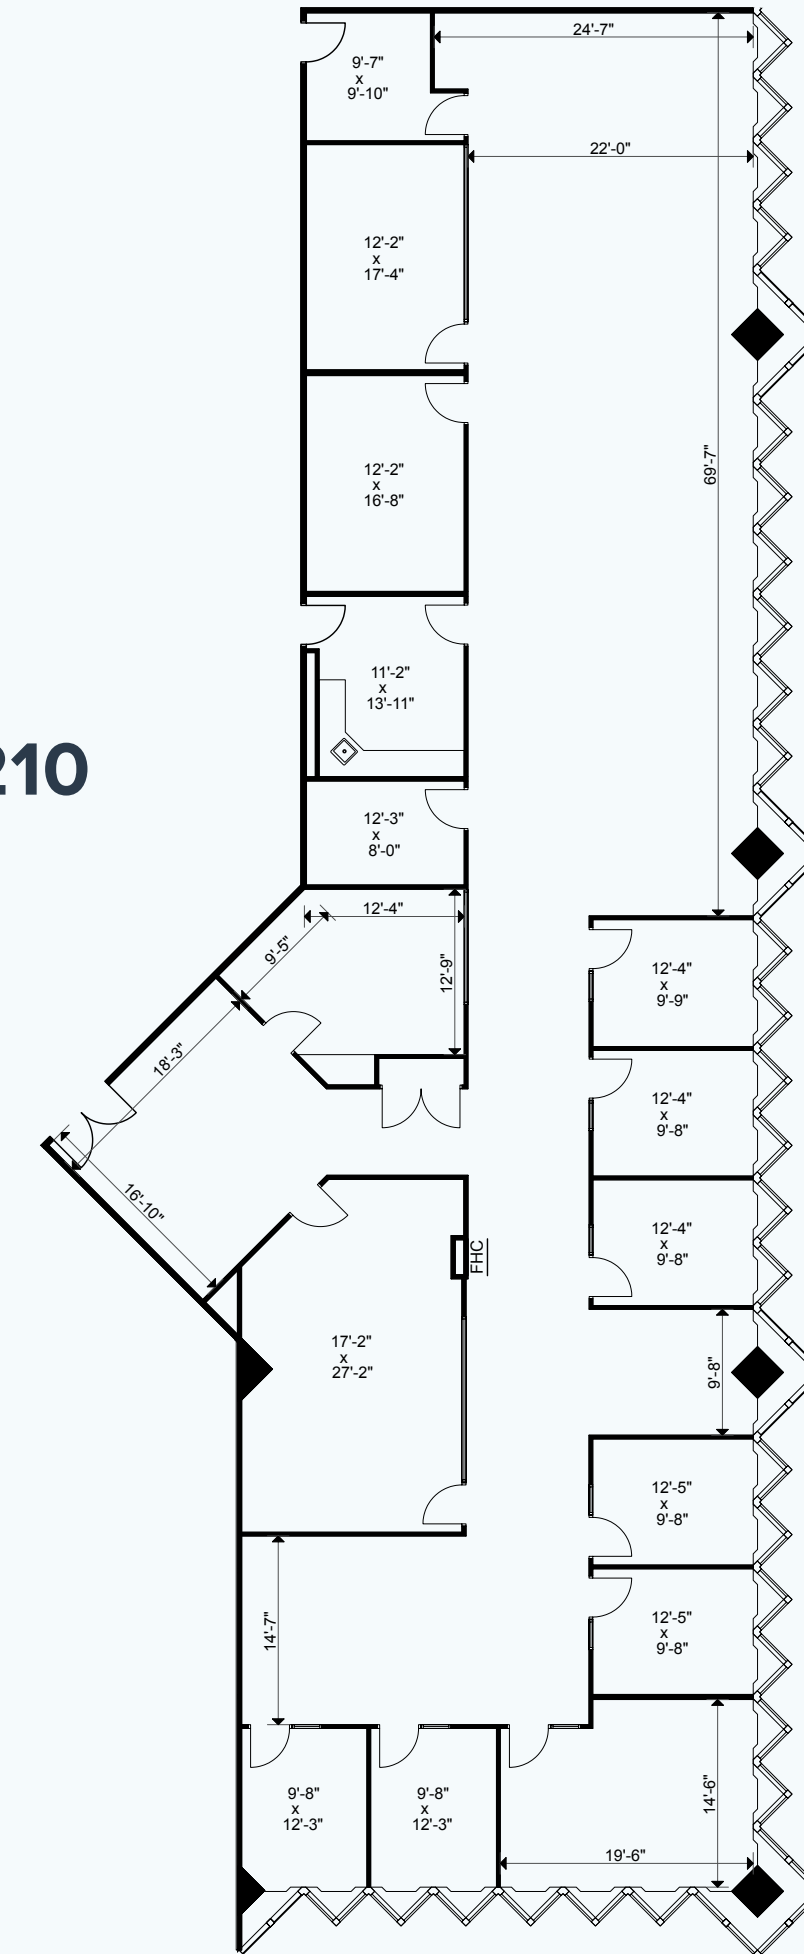 24'-7"
9'-7"
x
9'-10"
22'-0"
12'-2"
x
17'-4"
69'-7"
12'-2"
x
16'-8"
11'-2"
x
13'-11"
210
12'-3"
x
8'-0"
12'-4"
9'-5"
12'-9"
12'-4"
x
9'-9"
18'-3"
12'-4"
x
9'-8"
16'-10"
12'-4"
x
9'-8"
FHC
17'-2"
x
27'-2"
9'-8"
12'-5"
x
9'-8"
14'-7"
12'-5"
x
9'-8"
9'-8"
x
12'-3"
9'-8"
x
12'-3"
14'-6"
19'-6"